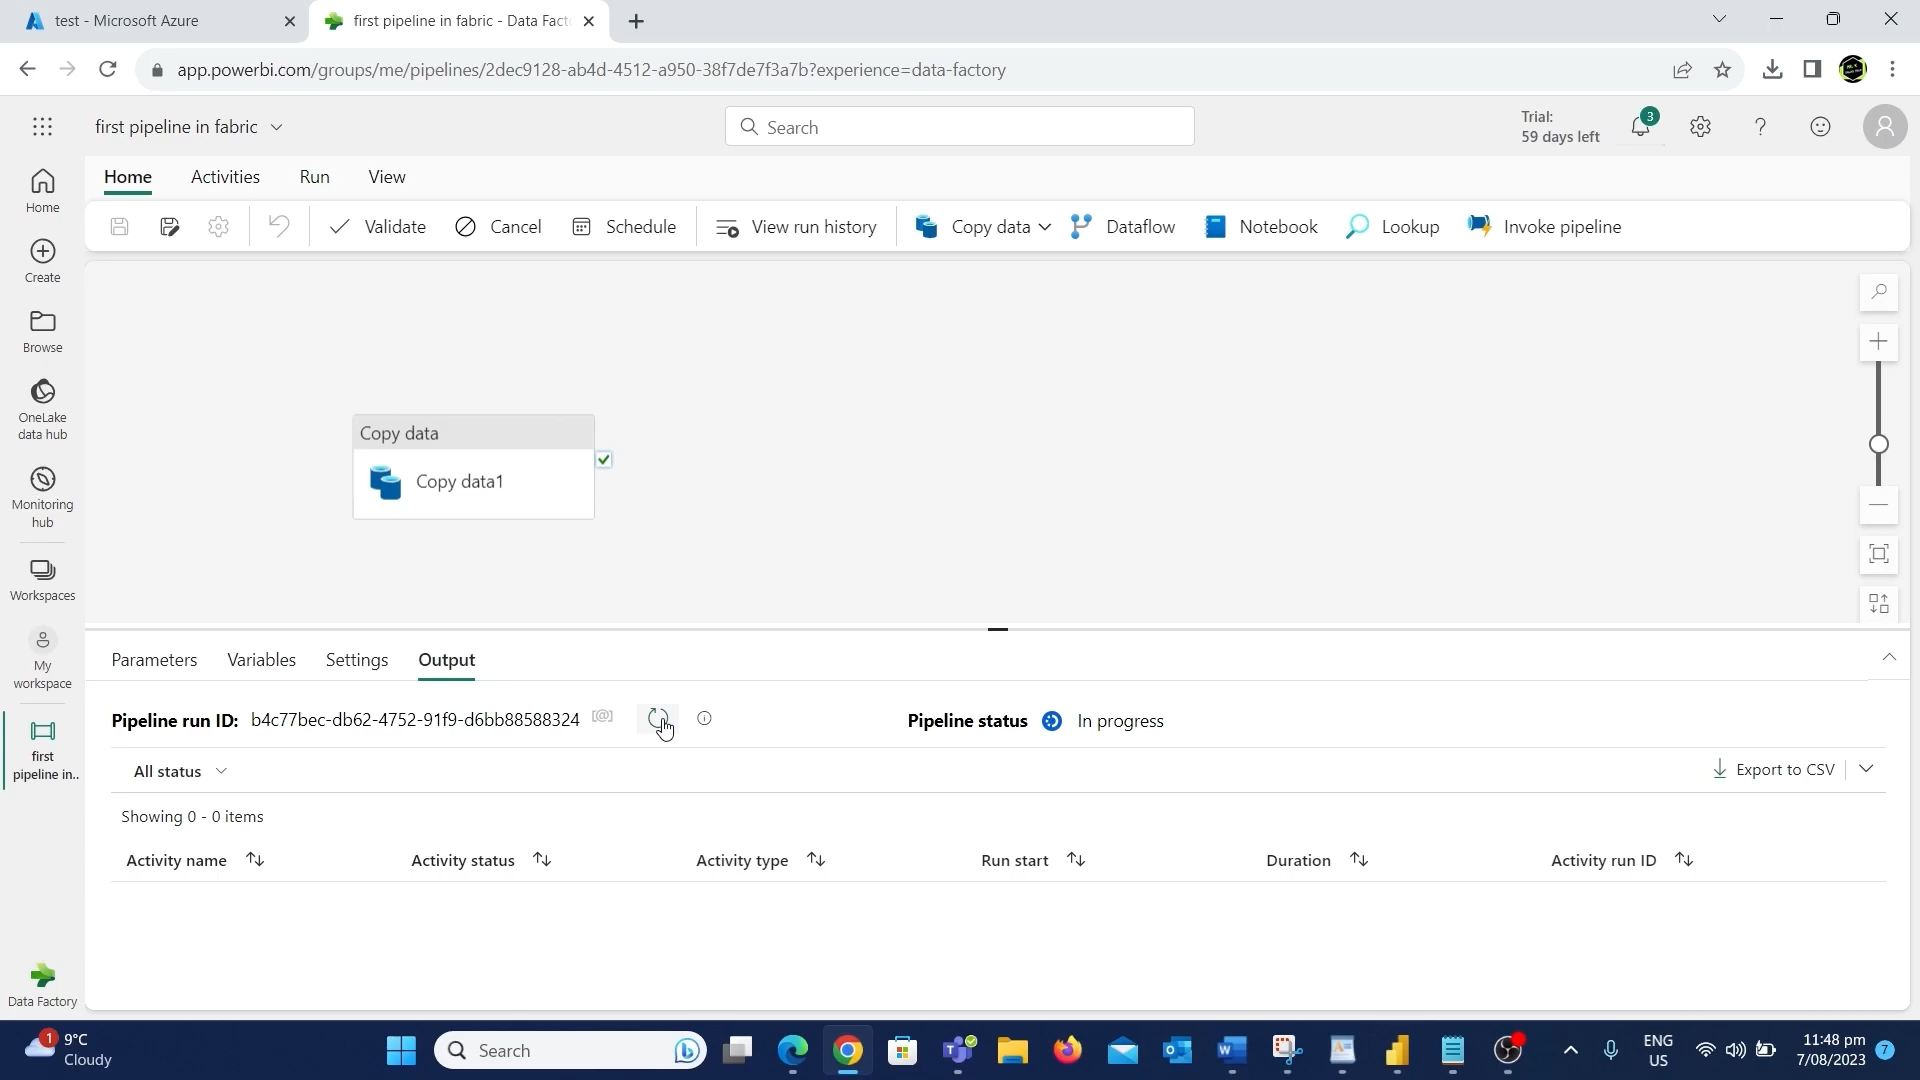 test - Microsoft Azure
first pipeline in fabric - Data Fact
app.powerbi.com/groups/me/pipelines/2dec9128-ab4d-4512-a950-38f7de7f3a7b?experience=data-factory
first pipeline in fabric
Search
Trial:
59 days left
3
Home
Activities
Run
View
Validate
Cancel
Schedule
View run history
Copy data
Dataflow
Notebook
Lookup
Invoke pipeline
Home
Create
Browse
OneLake
data hub
Monitoring
hub
Workspaces
My
workspace
first
pipeline in..
Data Factory
Copy data
Copy data1
Parameters
Variables
Settings
Output
Pipeline run ID: b4c77bec-db62-4752-91f9-d6bb88588324
Pipeline status
In progress
All status
Export to CSV
Showing 0 - 0 items
Activity name
Activity status
Activity type
Run start
Duration
Activity run ID
1
9°C
Cloudy
Search
ENG
US
11:48 pm
7/08/2023
7